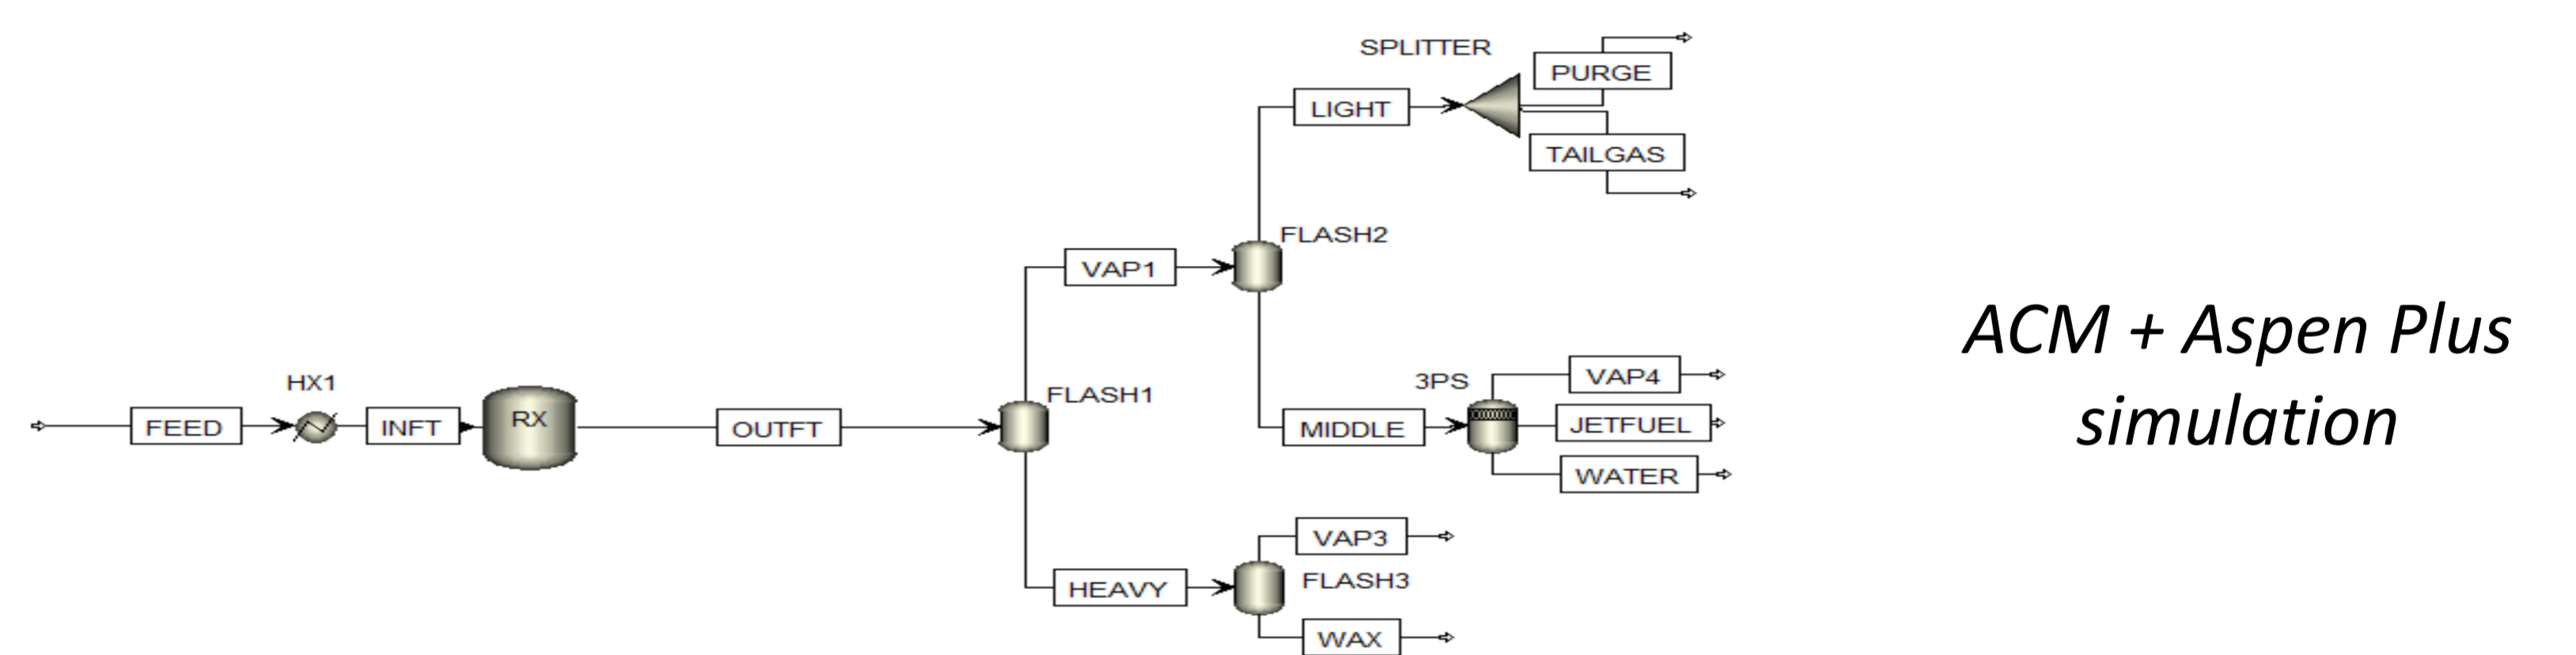 SPLITTER
PURGE
LIGHT
TAILGAS
FLASH2
VAP1
ACM + Aspen Plus
simulation
HX1
3PS
VAP4
FLASH1
FEED
INFT
RX
OUTFT
MIDDLE
JETFUEL
WATER
VAP3
HEAVY
FLASH3
WAX